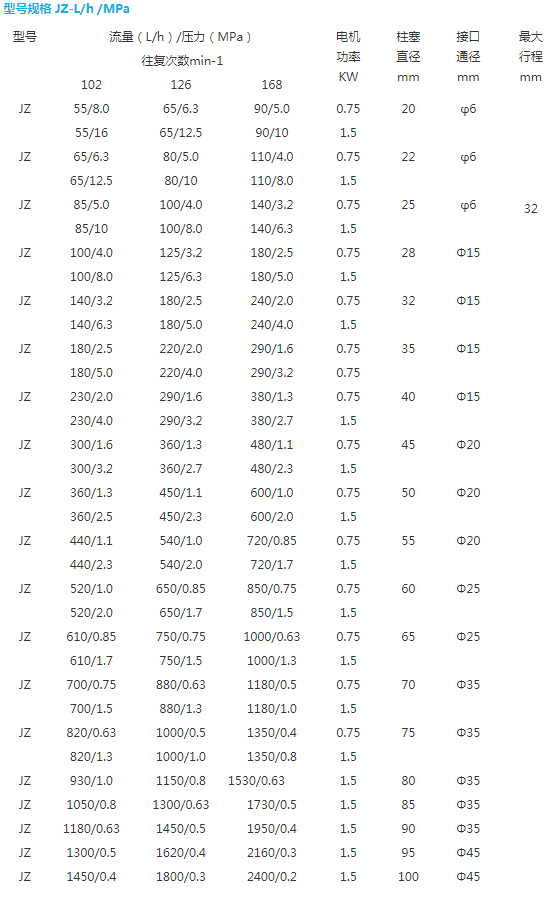 型号规格 JZ-L/h /MPa
型号 流量（L/h）/压力（MPa） 电机 柱塞 接口 最大
往复次数min-1 功率 直径 通径 行程
KW mm mm mm
102 126 168
JZ 55/8.0 65/6.3 90/5.0 0.75 20 φ6
55/16 65/12.5 90/10 1.5
JZ 65/6.3 80/5.0 110/4.0 0.75 22 φ6
65/12.5 80/10 110/8.0 1.5
JZ 85/5.0 100/4.0 140/3.2 0.75 25 φ6 32
85/10 100/8.0 140/6.3 1.5
JZ 100/4.0 125/3.2 180/2.5 0.75 28 Φ15
100/8.0 125/6.3 180/5.0 1.5
JZ 140/3.2 180/2.5 240/2.0 0.75 32 Φ15
140/6.3 180/5.0 240/4.0 1.5
JZ 180/2.5 220/2.0 290/1.6 0.75 35 Φ15
180/5.0 220/4.0 290/3.2 0.75
JZ 230/2.0 290/1.6 380/1.3 0.75 40 Φ15
230/4.0 290/3.2 380/2.7 1.5
JZ 300/1.6 360/1.3 480/1.1 0.75 45 Φ20
300/3.2 360/2.7 480/2.3 1.5
JZ 360/1.3 450/1.1 600/1.0 0.75 50 Φ20
360/2.5 450/2.3 600/2.0 1.5
JZ 440/1.1 540/1.0 720/0.85 0.75 55 Φ20
440/2.3 540/2.0 720/1.7 1.5
JZ 520/1.0 650/0.85 850/0.75 0.75 60 Φ25
520/2.0 650/1.7 850/1.5 1.5
JZ 610/0.85 750/0.75 1000/0.63 0.75 65 Φ25
610/1.7 750/1.5 1000/1.3 1.5
JZ 700/0.75 880/0.63 1180/0.5 0.75 70 Φ35
700/1.5 880/1.3 1180/1.0 1.5
JZ 820/0.63 1000/0.5 1350/0.4 0.75 75 Φ35
820/1.3 1000/1.0 1350/0.8 1.5
JZ 930/1.0 1150/0.8 1530/0.63 1.5 80 Φ35
JZ 1050/0.8 1300/0.63 1730/0.5 1.5 85 Φ35
JZ 1180/0.63 1450/0.5 1950/0.4 1.5 90 Φ35
JZ 1300/0.5 1620/0.4 2160/0.3 1.5 95 Φ45
JZ 1450/0.4 1800/0.3 2400/0.2 1.5 100 Φ45